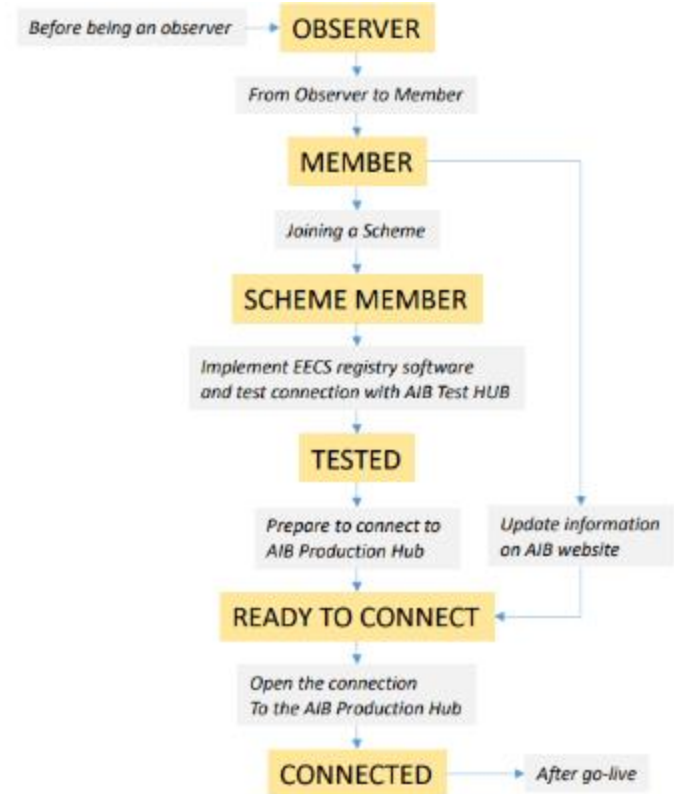 Before being an observer
OBSERVER
From Observer to Member
MEMBER
Joining a Scheme
SCHEME MEMBER
Implement EECS registry software
and test connection with AIB Test HUB
TESTED
Prepare to connect to
AIB Production Hub
Update information
on AIB website
READY TO CONNECT
Open the connection
To the AIB Production Hub
CONNECTED
After go-live